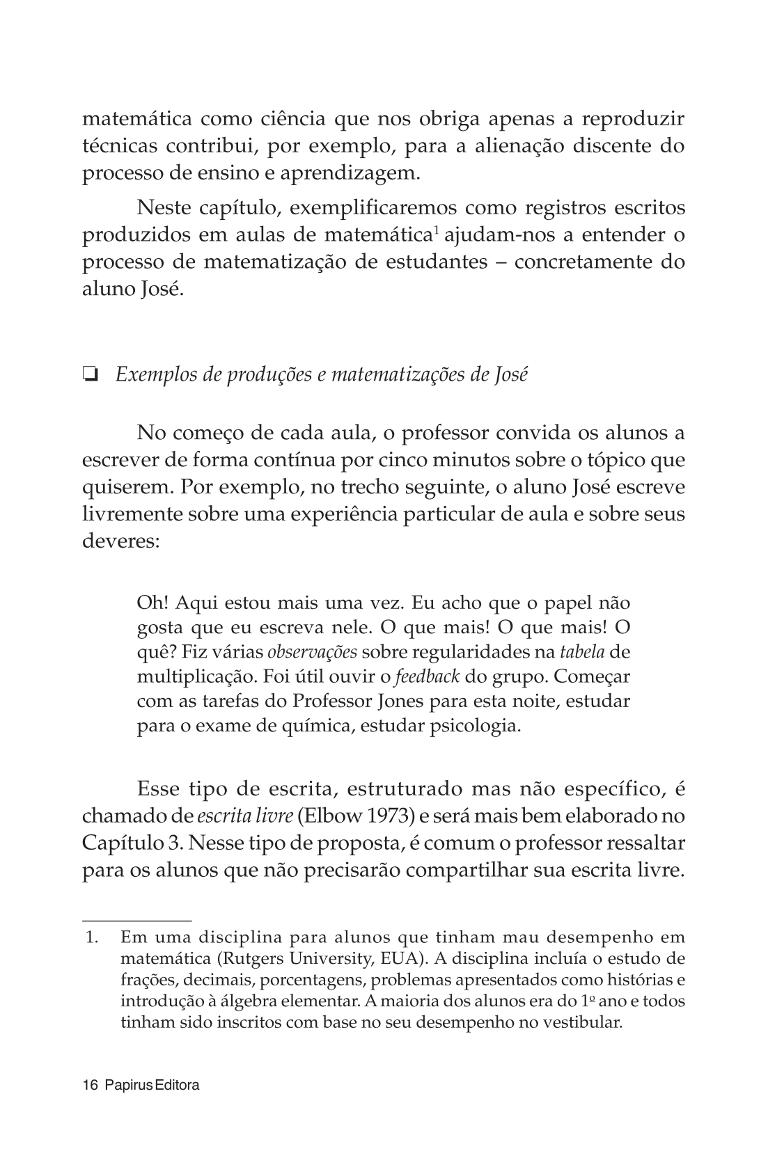 matemática como ciência que nos obriga apenas a reproduzir
técnicas contribui, por exemplo, para a alienação discente do
processo de ensino e aprendizagem.
Neste capítulo, exemplificaremos como registros escritos
produzidos em aulas de matemática¹ ajudam-nos a entender o
processo de matematização de estudantes – concretamente do
aluno José.
❏ Exemplos de produções e matematizações de José
No começo de cada aula, o professor convida os alunos a
escrever de forma contínua por cinco minutos sobre o tópico que
quiserem. Por exemplo, no trecho seguinte, o aluno José escreve
livremente sobre uma experiência particular de aula e sobre seus
deveres:
Oh! Aqui estou mais uma vez. Eu acho que o papel não
gosta que eu escreva nele. O que mais! O que mais! O
quê? Fiz várias observações sobre regularidades na tabela de
multiplicação. Foi útil ouvir o feedback do grupo. Começar
com as tarefas do Professor Jones para esta noite, estudar
para o exame de química, estudar psicologia.
Esse tipo de escrita, estruturado mas não específico, é
chamado de escrita livre (Elbow 1973) e será mais bem elaborado no
Capítulo 3. Nesse tipo de proposta, é comum o professor ressaltar
para os alunos que não precisarão compartilhar sua escrita livre.
1. Em uma disciplina para alunos que tinham mau desempenho em
matemática (Rutgers University, EUA). A disciplina incluía o estudo de
frações, decimais, porcentagens, problemas apresentados como histórias e
introdução à álgebra elementar. A maioria dos alunos era do 1º ano e todos
tinham sido inscritos com base no seu desempenho no vestibular.
16 Papirus Editora